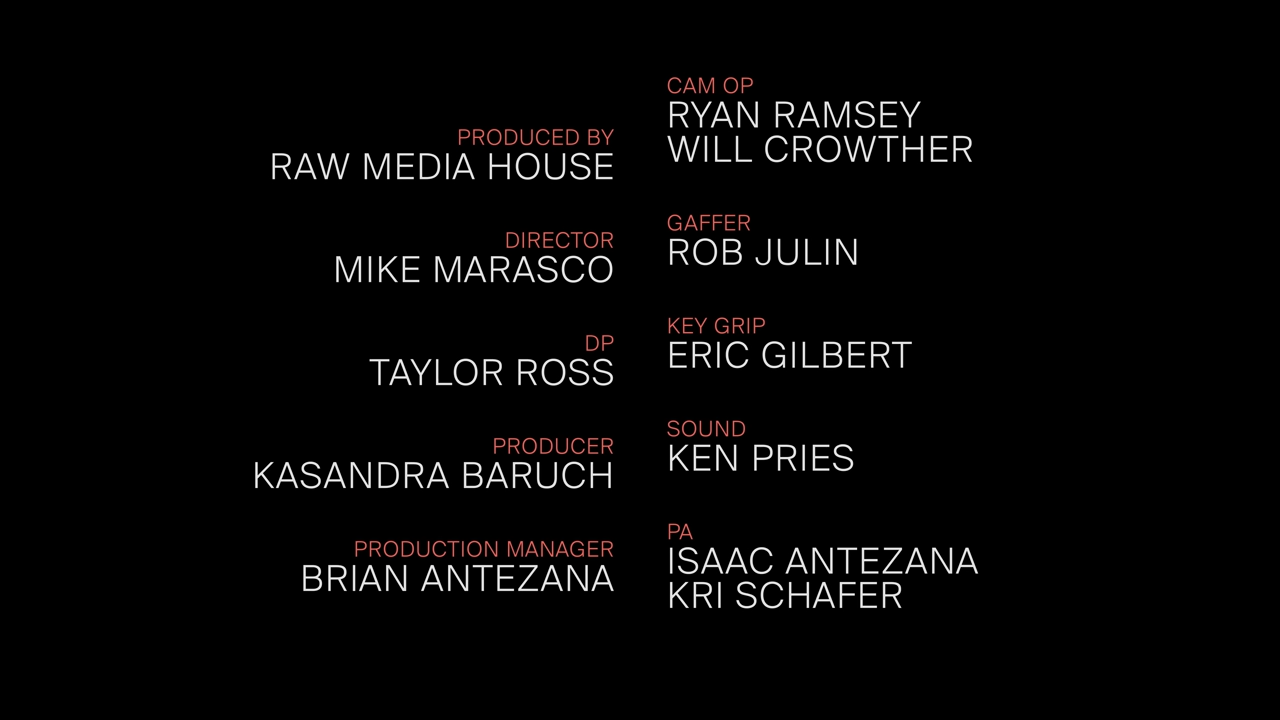 PRODUCED BY
RAW MEDIA HOUSE
DIRECTOR
MIKE MARASCO
DP
TAYLOR ROSS
PRODUCER
KASANDRA BARUCH
PRODUCTION MANAGER
BRIAN ANTEZANA
CAM OP
RYAN RAMSEY
WILL CROWTHER
GAFFER
ROB JULIN
KEY GRIP
ERIC GILBERT
SOUND
KEN PRIES
PA
ISAAC ANTEZANA
KRI SCHAFER